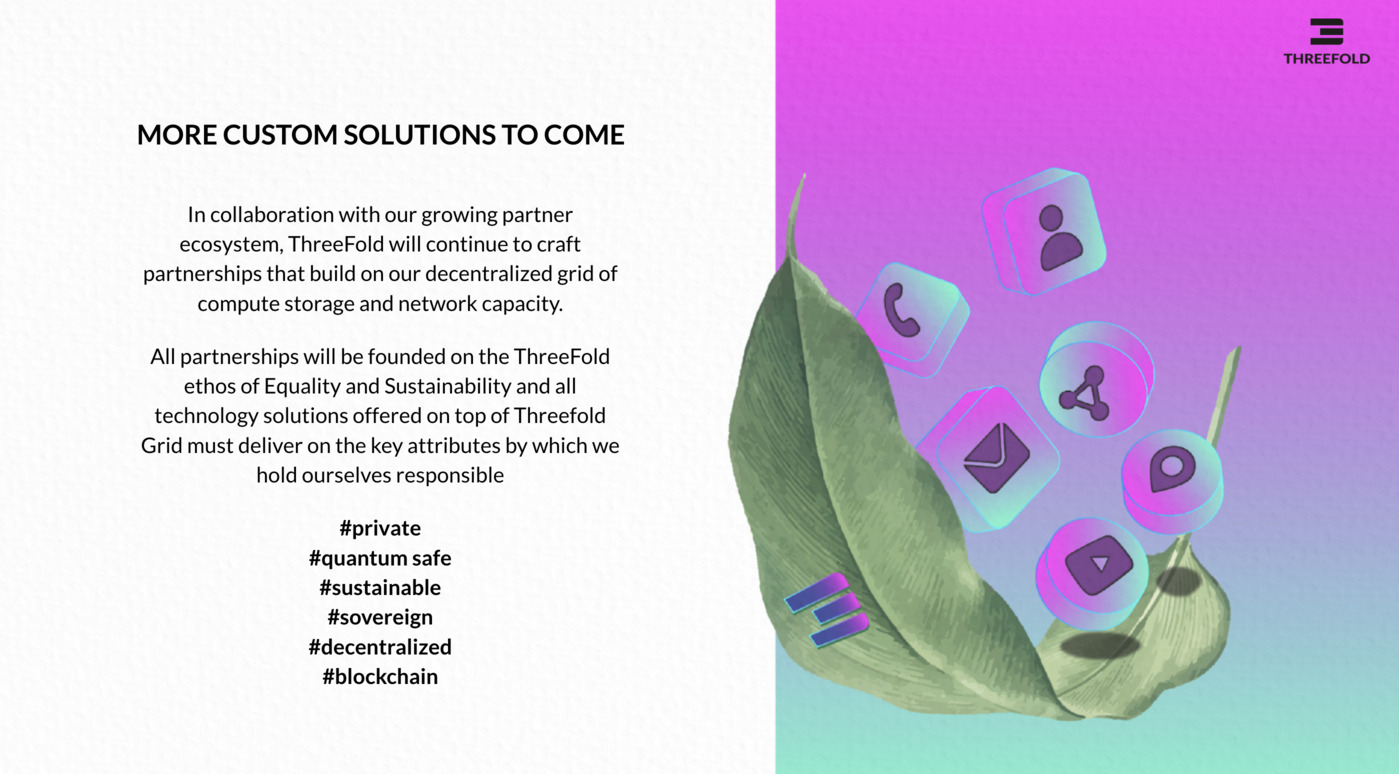 THREEFOLD
MORE CUSTOM SOLUTIONS TO COME
In collaboration with our growing partner
ecosystem, ThreeFold will continue to craft
partnerships that build on our decentralized grid of
compute storage and network capacity.
All partnerships will be founded on the ThreeFold
ethos of Equality and Sustainability and all
technology solutions offered on top of Threefold
Grid must deliver on the key attributes by which we
hold ourselves responsible
#private
#quantum safe
#sustainable
#sovereign
#decentralized
#blockchain